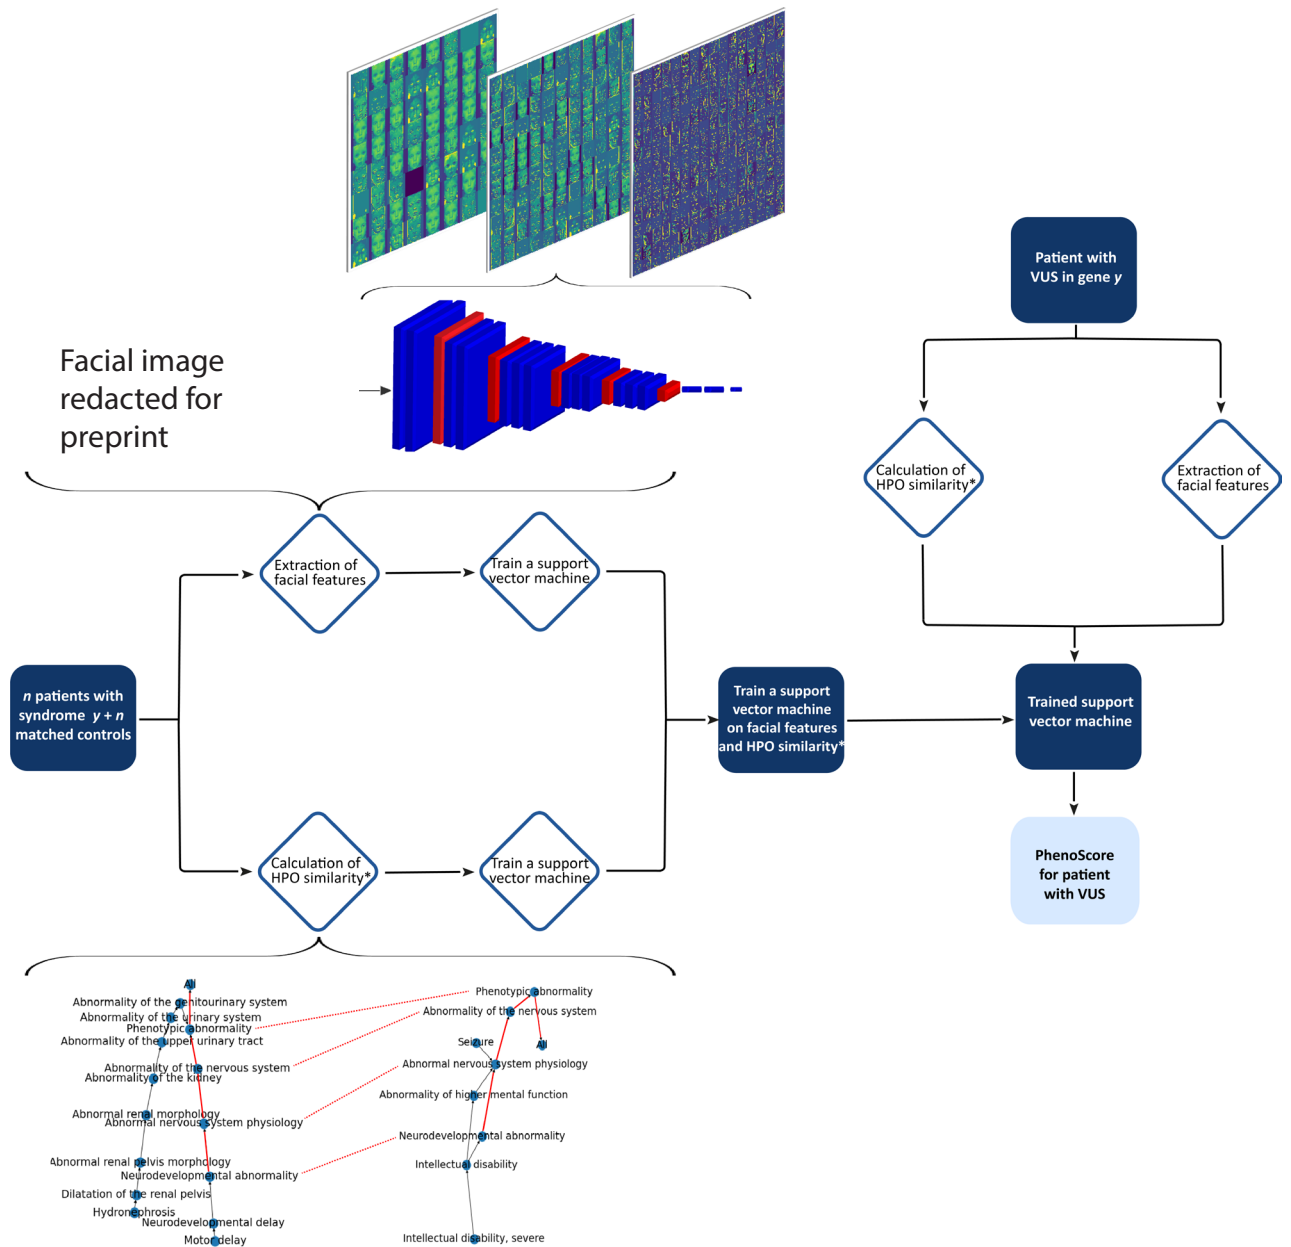 Patient with
VUS in gene y
Facial image
redacted for
preprint
Calculation of
HPO similarity*
Extraction of
facial features
Extraction of
facial features
Train a support
vector machine
n patients with
syndrome y + n
matched controls
Train a support
vector machine
on facial features
and HPO similarity*
Trained support
vector machine
Calculation of
HPO similarity*
Train a support
vector machine
PhenoScore
for patient
with VUS
All
Abnormality of the genitourinary system
Abnormality of the urinary system
Phenotypic abnormality
Abnormality of the upper urinary tract
Abnormality of the nervous system
Abnormality of the kidney
Abnormal renal morphology
Abnormal nervous system physiology
Abnormal renal pelvis morphology
Neurodevelopmental abnormality
Dilatation of the renal pelvis
Hydronephrosis
Neurodevelopmental delay
Motor delay
Phenotypic abnormality
Abnormality of the nervous system
Seizure
All
Abnormal nervous system physiology
Abnormality of higher mental function
Neurodevelopmental abnormality
Intellectual disability
Intellectual disability, severe